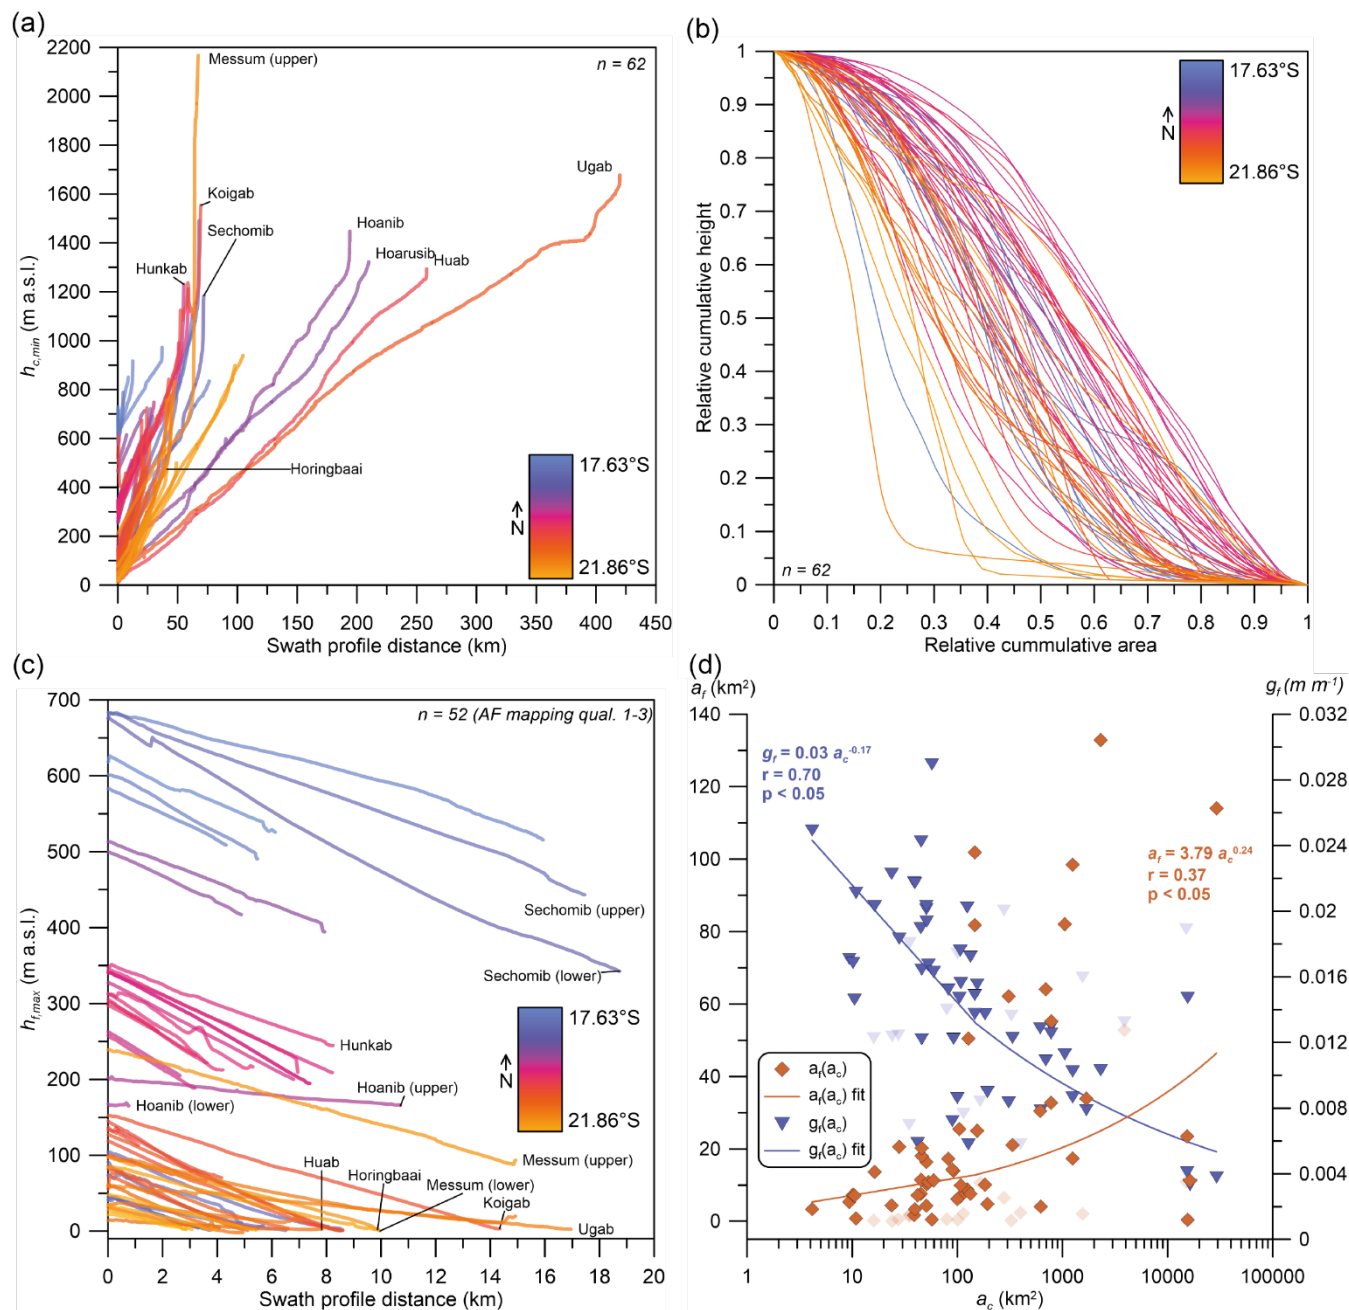 (a)
2200
2000
1800
1600
1400
1200
1000
800
600
400
200
0
h_c,min (m a.s.l.)
n = 62
Messum (upper)
Ugab
Koigab
Sechomib
Hoanib
Hoarusib
Huab
Hunkab
Horingbaai
17.63°S
N
21.86°S
0 50 100 150 200 250 300 350 400 450
Swath profile distance (km)
(b)
1
0.9
0.8
0.7
0.6
0.5
0.4
0.3
0.2
0.1
0
Relative cumulative height
17.63°S
N
21.86°S
n = 62
0 0.1 0.2 0.3 0.4 0.5 0.6 0.7 0.8 0.9 1
Relative cummulative area
(c)
700
600
500
400
300
200
100
0
h_f,max (m a.s.l.)
n = 52 (AF mapping qual. 1-3)
Sechomib (upper)
Sechomib (lower)
17.63°S
N
21.86°S
Hunkab
Hoanib (upper)
Hoanib (lower)
Messum (upper)
Huab
Horingbaai
Messum (lower)
Koigab
Ugab
0 2 4 6 8 10 12 14 16 18 20
Swath profile distance (km)
(d)
a_f (km²)
g_f (m m⁻¹)
140
120
100
80
60
40
20
0
0.032
0.028
0.024
0.02
0.016
0.012
0.008
0.004
0
g_f = 0.03 a_c^-0.17
r = 0.70
p < 0.05
a_f = 3.79 a_c^0.24
r = 0.37
p < 0.05
a_f(a_c)
a_f(a_c) fit
g_f(a_c)
g_f(a_c) fit
1 10 100 1000 10000 100000
a_c (km²)